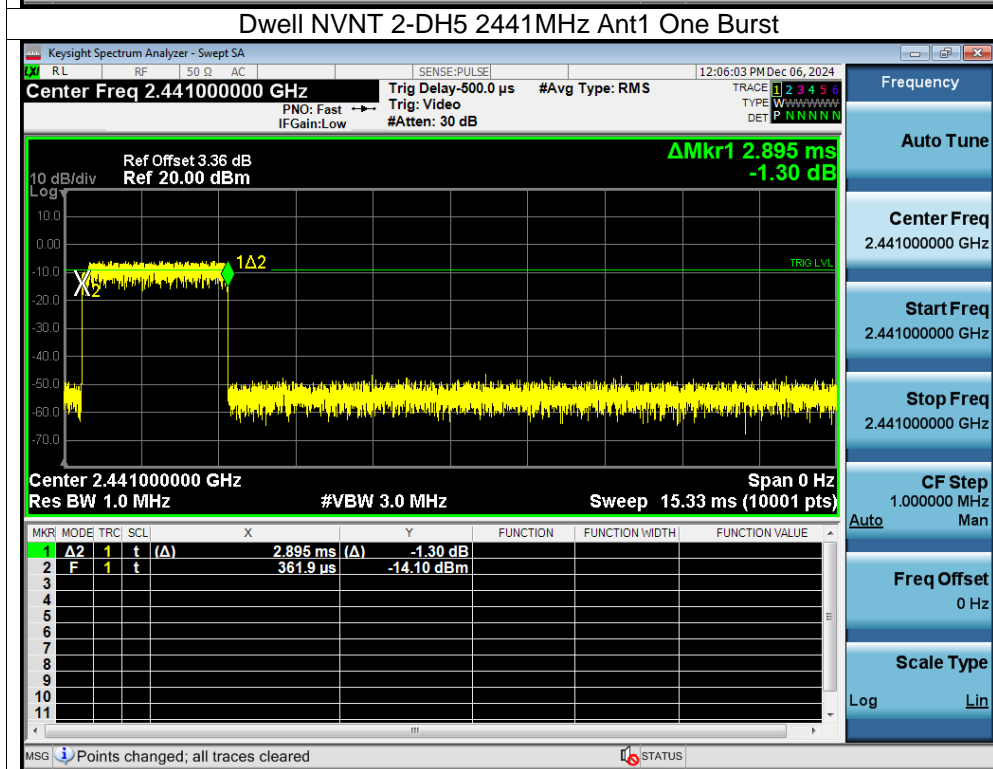 Dwell NVNT 2-DH5 2441MHz Ant1 One Burst
Keysight Spectrum Analyzer - Swept SA
LXI RL RF 50 Ω AC SENSE:PULSE 12:06:03 PM Dec 06, 2024
Center Freq 2.441000000 GHz Trig Delay-500.0 µs #Avg Type: RMS TRACE 1 2 3 4 5 6
PNO: Fast Trig: Video TYPE WWWWWWW
IFGain:Low #Atten: 30 dB DET P N N N N N
Frequency
ΔMkr1 2.895 ms
-1.30 dB
Ref Offset 3.36 dB
10 dB/div Ref 20.00 dBm
Log
10.0
0.00
-10.0
-20.0
-30.0
-40.0
-50.0
-60.0
-70.0
1Δ2
X2
TRIG LVL
Center 2.441000000 GHz Span 0 Hz
Res BW 1.0 MHz #VBW 3.0 MHz Sweep 15.33 ms (10001 pts)
MKR MODE TRC SCL X Y FUNCTION FUNCTION WIDTH FUNCTION VALUE
1 Δ2 1 t (Δ) 2.895 ms (Δ) -1.30 dB
2 F 1 t 361.9 µs -14.10 dBm
3
4
5
6
7
8
9
10
11
Auto Tune
Center Freq
2.441000000 GHz
Start Freq
2.441000000 GHz
Stop Freq
2.441000000 GHz
CF Step
1.000000 MHz
Auto Man
Freq Offset
0 Hz
Scale Type
Log Lin
MSG Points changed; all traces cleared STATUS